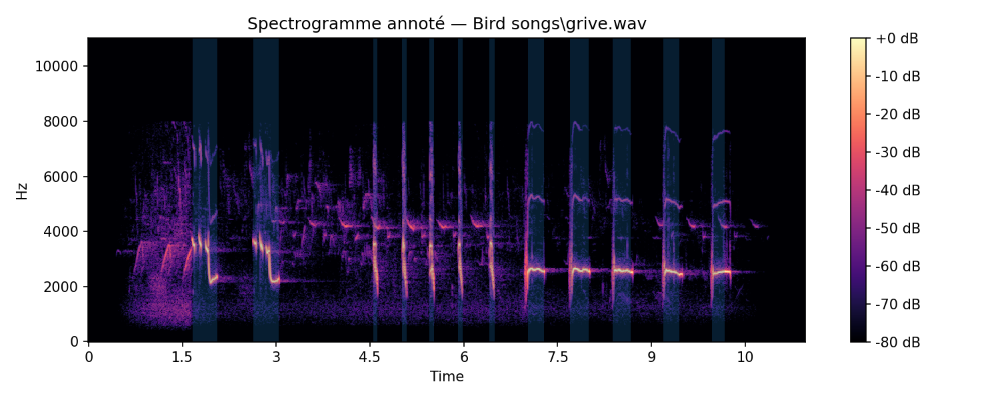 Spectrogramme annoté — Bird songs\grive.wav
10000
8000
6000
4000
2000
0
Hz
0 1.5 3 4.5 6 7.5 9 10
Time
+0 dB
-10 dB
-20 dB
-30 dB
-40 dB
-50 dB
-60 dB
-70 dB
-80 dB